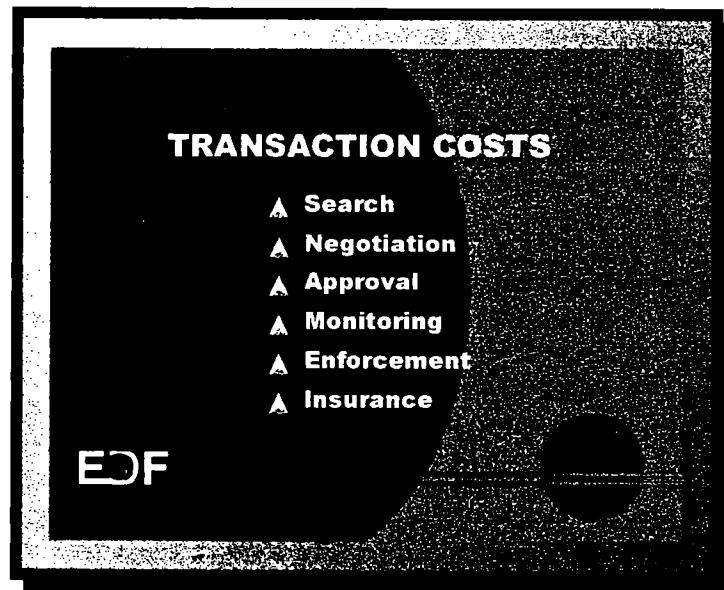 TRANSACTION COSTS
Search
Negotiation
Approval
Monitoring
Enforcement
Insurance
EDF